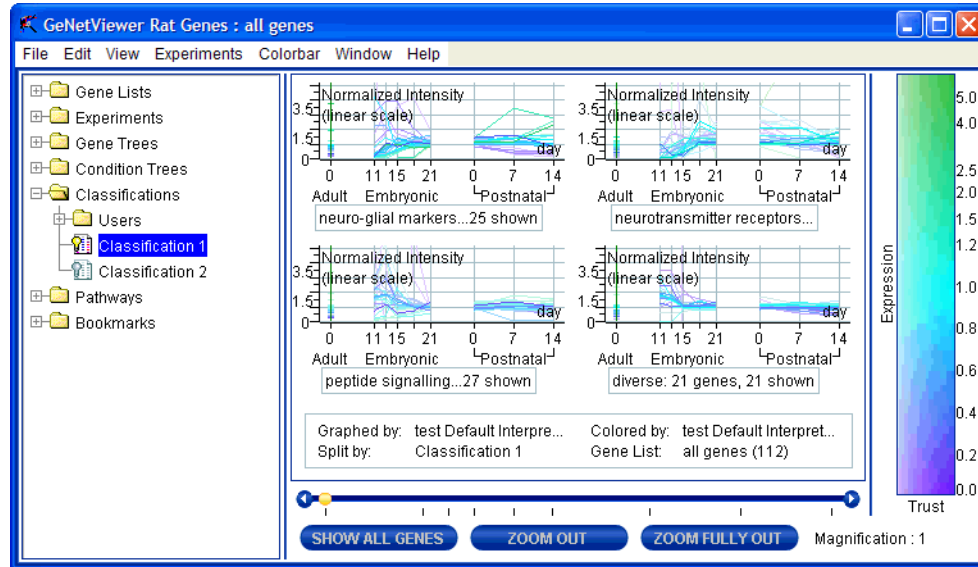 GeNetViewer Rat Genes : all genes
File Edit View Experiments Colorbar Window Help
Gene Lists
Experiments
Gene Trees
Condition Trees
Classifications
Users
Classification 1
Classification 2
Pathways
Bookmarks
Normalized Intensity
(linear scale)
3.5
1.5
0
day
0 11 15 21 0 7 14
Adult Embryonic Postnatal
neuro-glial markers...25 shown
Normalized Intensity
(linear scale)
3.5
1.5
0
day
0 11 15 21 0 7 14
Adult Embryonic Postnatal
neurotransmitter receptors...
Normalized Intensity
(linear scale)
3.5
1.5
0
day
0 11 15 21 0 7 14
Adult Embryonic Postnatal
peptide signalling...27 shown
Normalized Intensity
(linear scale)
3.5
1.5
0
day
0 11 15 21 0 7 14
Adult Embryonic Postnatal
diverse: 21 genes, 21 shown
Graphed by: test Default Interpre... Colored by: test Default Interpret...
Split by: Classification 1 Gene List: all genes (112)
SHOW ALL GENES ZOOM OUT ZOOM FULLY OUT Magnification : 1
Expression
5.0
4.0
2.5
2.0
1.5
1.2
1.0
0.8
0.6
0.4
0.2
0.0
Trust